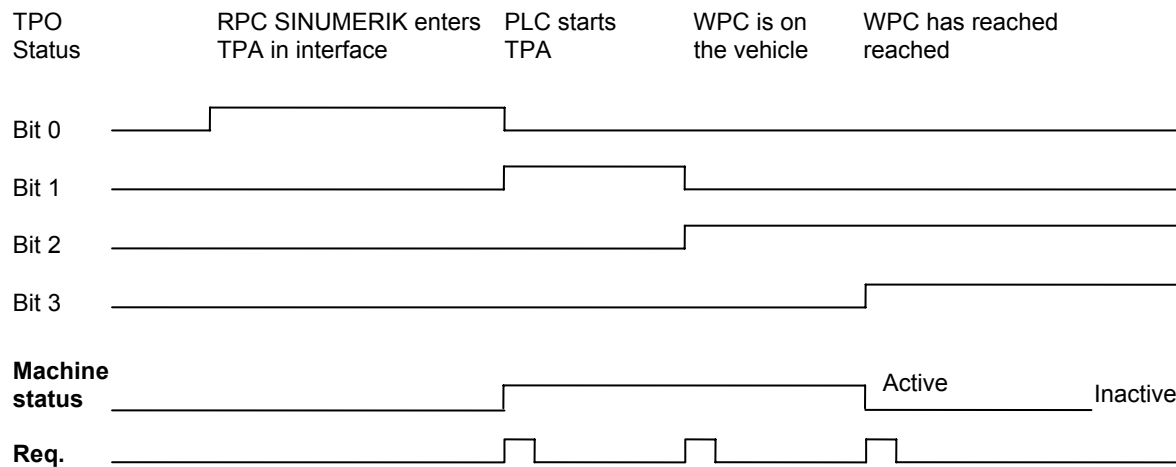 TPO Status
RPC SINUMERIK enters TPA in interface
PLC starts TPA
WPC is on the vehicle
WPC has reached reached
Bit 0
Bit 1
Bit 2
Bit 3
Machine status
Active
Inactive
Req.